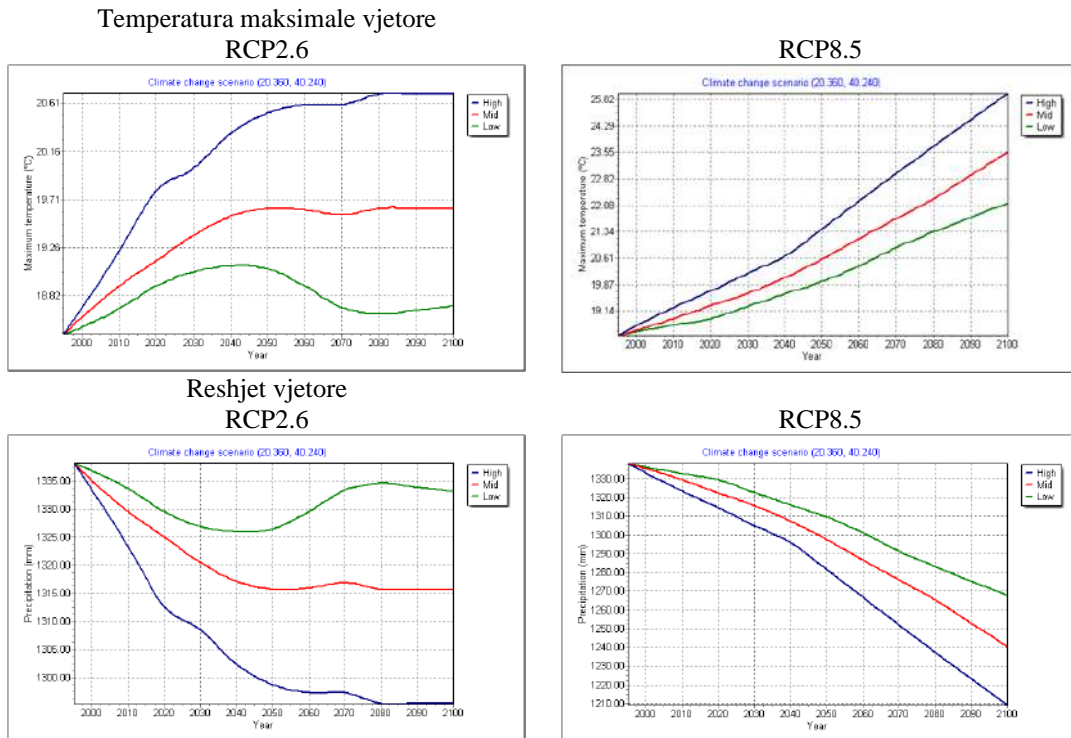 Temperatura maksimale vjetore
RCP2.6
RCP8.5
Climate change scenario (20.360, 40.240)
20.61
20.16
19.71
19.26
18.82
Maximum temperature (°C)
2000 2010 2020 2030 2040 2050 2060 2070 2080 2090 2100
Year
High
Mid
Low
Climate change scenario (20.360, 40.240)
25.02
24.29
23.55
22.82
22.08
21.34
20.61
19.87
19.14
Maximum temperature (°C)
2000 2010 2020 2030 2040 2050 2060 2070 2080 2090 2100
Year
High
Mid
Low
Reshjet vjetore
RCP2.6
RCP8.5
Climate change scenario (20.360, 40.240)
1335.00
1330.00
1325.00
1320.00
1315.00
1310.00
1305.00
1300.00
Precipitation (mm)
2000 2010 2020 2030 2040 2050 2060 2070 2080 2090 2100
Year
High
Mid
Low
Climate change scenario (20.360, 40.240)
1330.00
1320.00
1310.00
1300.00
1290.00
1280.00
1270.00
1260.00
1250.00
1240.00
1230.00
1220.00
1210.00
Precipitation (mm)
2000 2010 2020 2030 2040 2050 2060 2070 2080 2090 2100
Year
High
Mid
Low